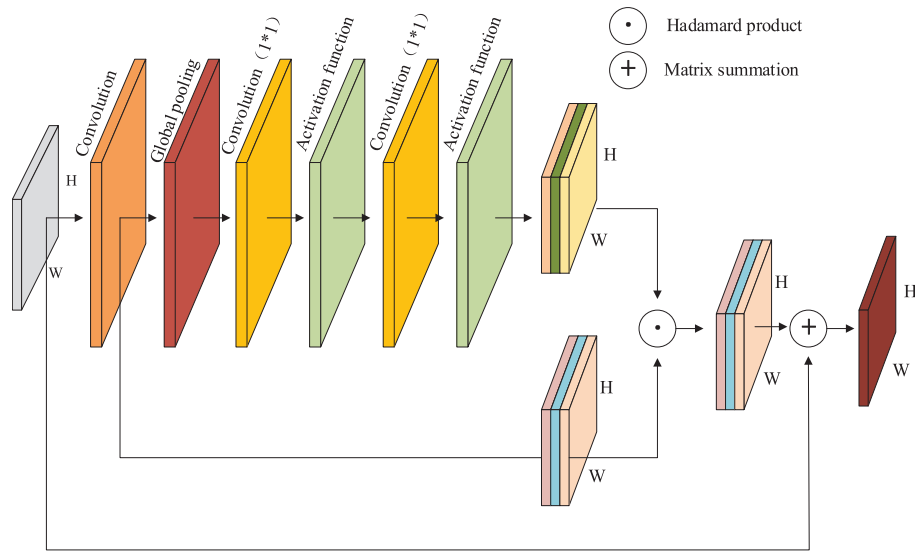 Hadamard product
Matrix summation
Convolution
Global pooling
Convolution（1*1）
Activation function
Convolution（1*1）
Activation function
H
W
H
W
H
W
H
W
H
W